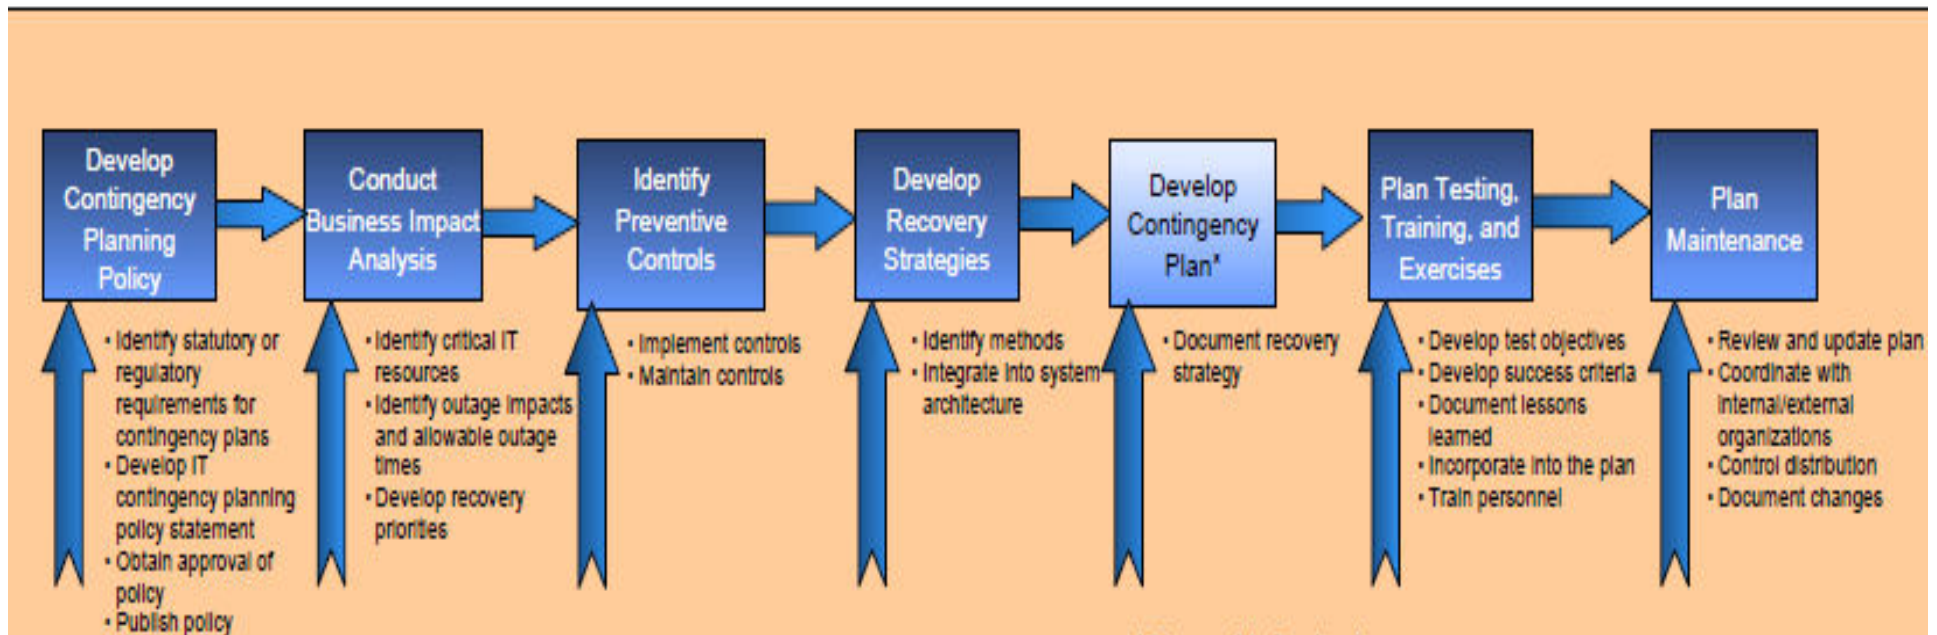 Develop
Contingency
Planning
Policy
Conduct
Business Impact
Analysis
Identify
Preventive
Controls
Develop
Recovery
Strategies
Develop
Contingency
Plan*
Plan Testing,
Training, and
Exercises
Plan
Maintenance
• Identify statutory or
regulatory
requirements for
contingency plans
• Develop IT
contingency planning
policy statement
• Obtain approval of
policy
• Publish policy
• Identify critical IT
resources
• Identify outage impacts
and allowable outage
times
• Develop recovery
priorities
• Implement controls
• Maintain controls
• Identify methods
• Integrate into system
architecture
• Document recovery
strategy
• Develop test objectives
• Develop success criteria
• Document lessons
learned
• Incorporate into the plan
• Train personnel
• Review and update plan
• Coordinate with
internal/external
organizations
• Control distribution
• Document changes